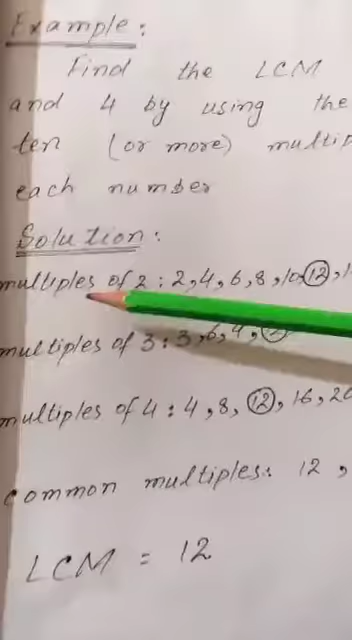 Example:
Find the LCM
and 4 by using the
ten (or more)
each number
Solution:
multiples of 2 : 2,4,6,8,10,12,
multiples of 3 : 3,6,9,
multiples of 4 : 4,8,12,16,20
common multiples: 12,
LCM = 12